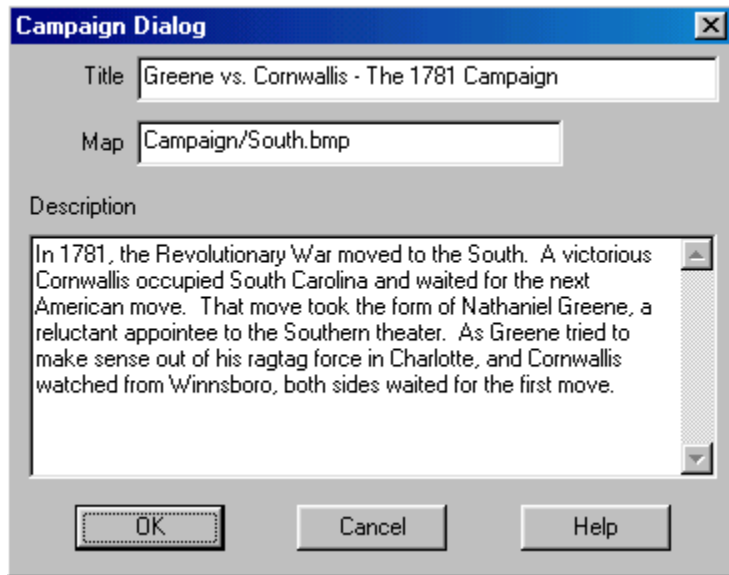 Campaign Dialog
Title Greene vs. Cornwallis - The 1781 Campaign
Map Campaign/South.bmp
Description
In 1781, the Revolutionary War moved to the South.  A victorious
Cornwallis occupied South Carolina and waited for the next
American move.  That move took the form of Nathaniel Greene, a
reluctant appointee to the Southern theater.  As Greene tried to
make sense out of his ragtag force in Charlotte, and Cornwallis
watched from Winnsboro, both sides waited for the first move.
OK Cancel Help